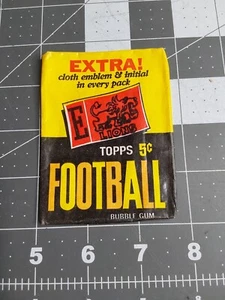 EXTRA!
cloth emblem & initial
in every pack
E
LIONS
TOPPS 5¢
FOOTBALL
BUBBLE GUM
5 6 7 8